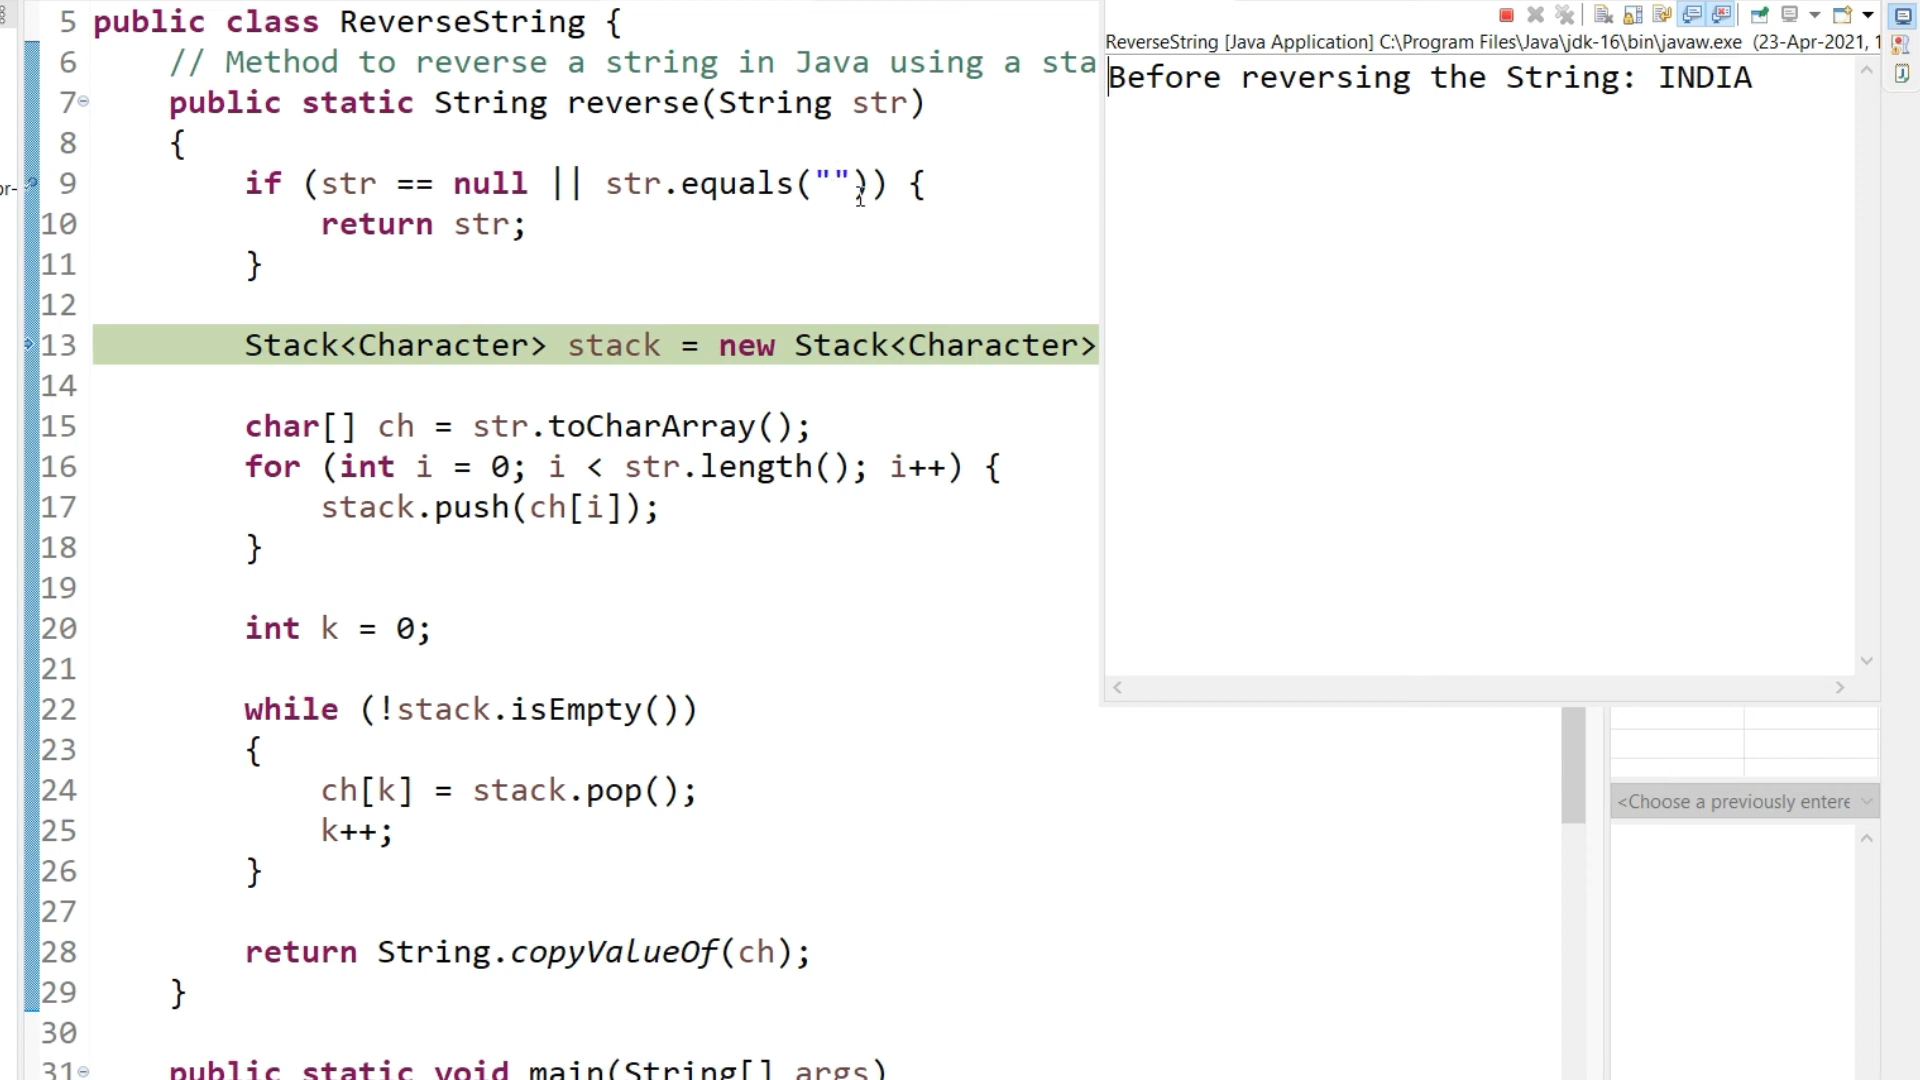 5 public class ReverseString {
6 // Method to reverse a string in Java using a sta
7 public static String reverse(String str)
8 {
9 if (str == null || str.equals("")) {
10 return str;
11 }
12
13 Stack<Character> stack = new Stack<Character>
14
15 char[] ch = str.toCharArray();
16 for (int i = 0; i < str.length(); i++) {
17 stack.push(ch[i]);
18 }
19
20 int k = 0;
21
22 while (!stack.isEmpty())
23 {
24 ch[k] = stack.pop();
25 k++;
26 }
27
28 return String.copyValueOf(ch);
29 }
30
31 public static void main(String[] args)
or-
ReverseString [Java Application] C:\Program Files\Java\jdk-16\bin\javaw.exe (23-Apr-2021, 1
Before reversing the String: INDIA
<Choose a previously entere